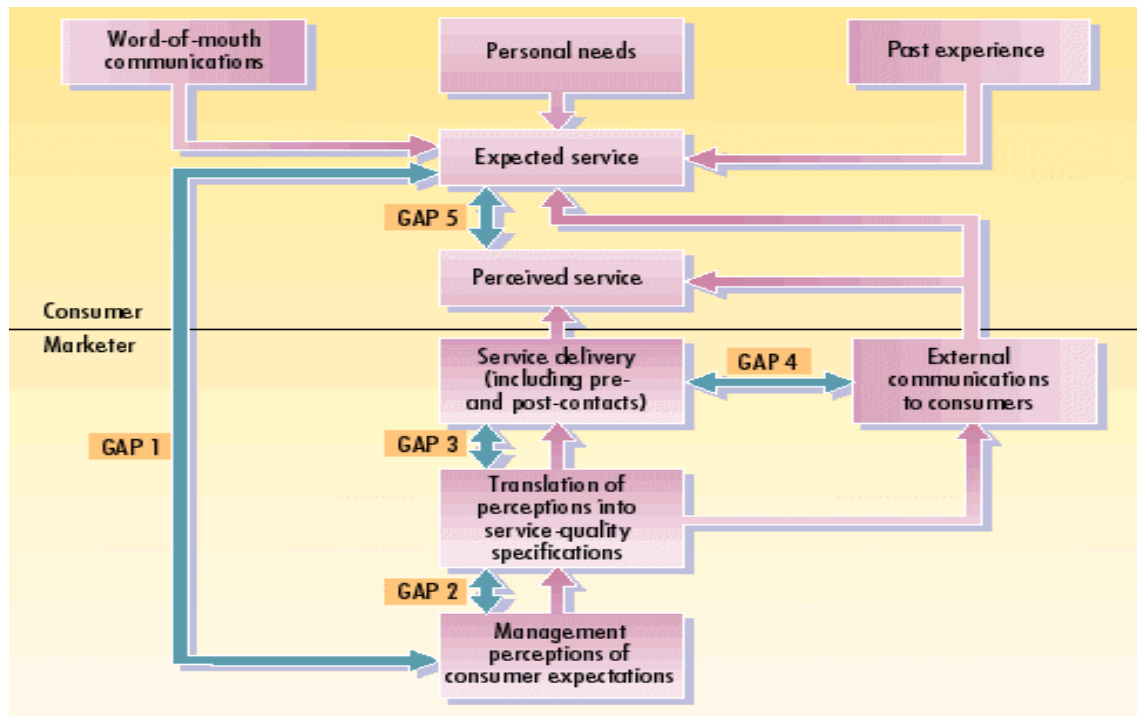 Word-of-mouth
communications
Personal needs
Past experience
Expected service
GAP 5
Perceived service
Consumer
Marketer
Service delivery
(including pre-
and post-contacts)
GAP 4
External
communications
to consumers
GAP 1
GAP 3
Translation of
perceptions into
service-quality
specifications
GAP 2
Management
perceptions of
consumer expectations